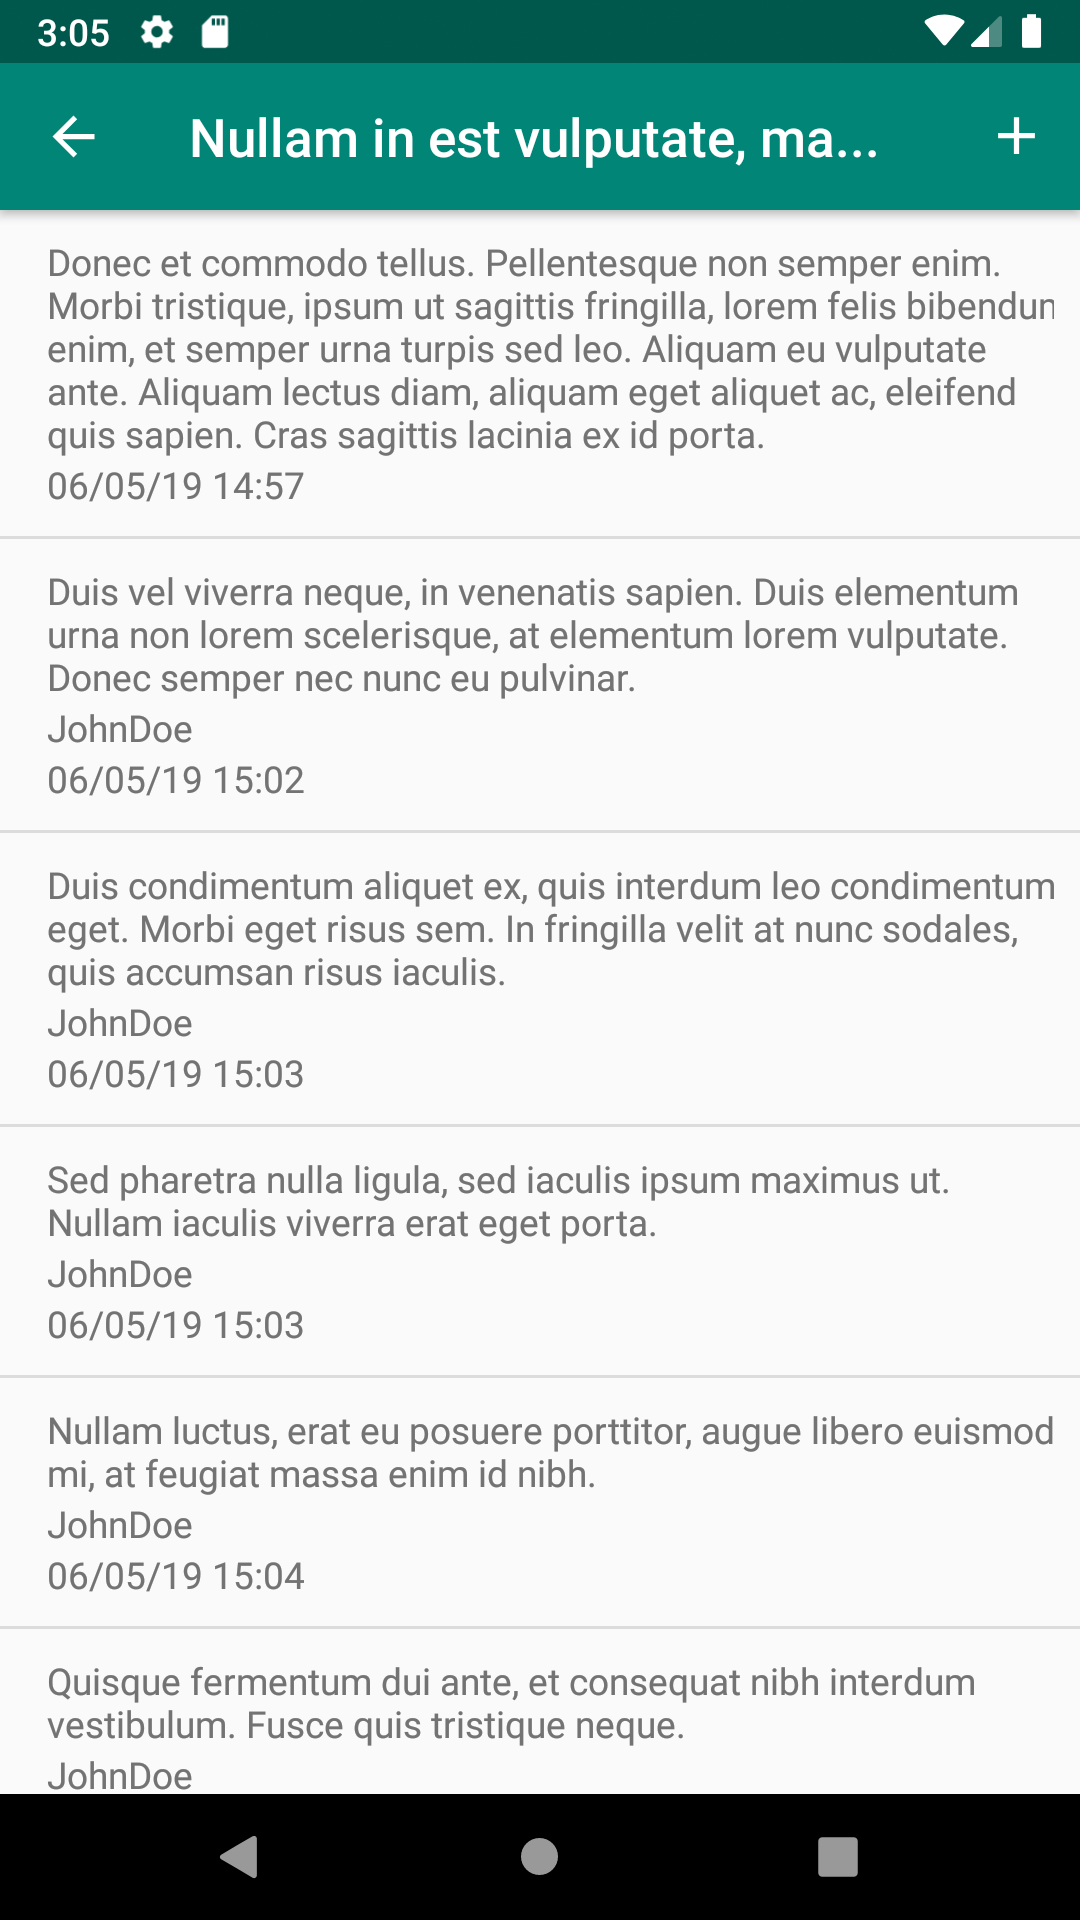 3:05
Nullam in est vulputate, ma...
Donec et commodo tellus. Pellentesque non semper enim.
Morbi tristique, ipsum ut sagittis fringilla, lorem felis bibendun
enim, et semper urna turpis sed leo. Aliquam eu vulputate
ante. Aliquam lectus diam, aliquam eget aliquet ac, eleifend
quis sapien. Cras sagittis lacinia ex id porta.
06/05/19 14:57
Duis vel viverra neque, in venenatis sapien. Duis elementum
urna non lorem scelerisque, at elementum lorem vulputate.
Donec semper nec nunc eu pulvinar.
JohnDoe
06/05/19 15:02
Duis condimentum aliquet ex, quis interdum leo condimentum
eget. Morbi eget risus sem. In fringilla velit at nunc sodales,
quis accumsan risus iaculis.
JohnDoe
06/05/19 15:03
Sed pharetra nulla ligula, sed iaculis ipsum maximus ut.
Nullam iaculis viverra erat eget porta.
JohnDoe
06/05/19 15:03
Nullam luctus, erat eu posuere porttitor, augue libero euismod
mi, at feugiat massa enim id nibh.
JohnDoe
06/05/19 15:04
Quisque fermentum dui ante, et consequat nibh interdum
vestibulum. Fusce quis tristique neque.
JohnDoe